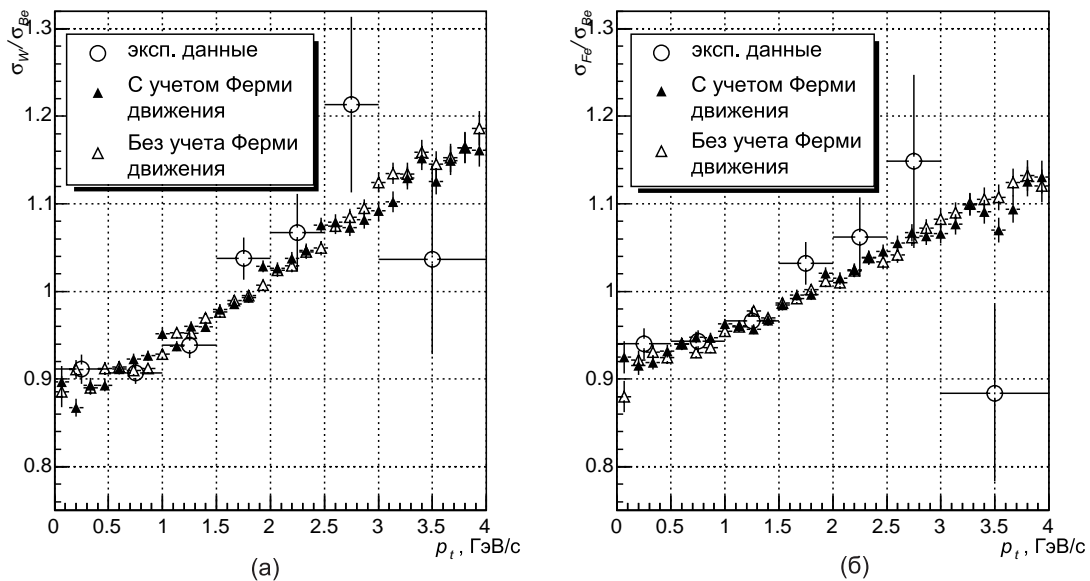 σ_W/σ_Be
1.3
1.2
1.1
1
0.9
0.8
эксп. данные
С учетом Ферми
движения
Без учета Ферми
движения
0 0.5 1 1.5 2 2.5 3 3.5 4
p_t , ГэВ/с
(а)
σ_Fe/σ_Be
1.3
1.2
1.1
1
0.9
0.8
эксп. данные
С учетом Ферми
движения
Без учета Ферми
движения
0 0.5 1 1.5 2 2.5 3 3.5 4
p_t , ГэВ/с
(б)